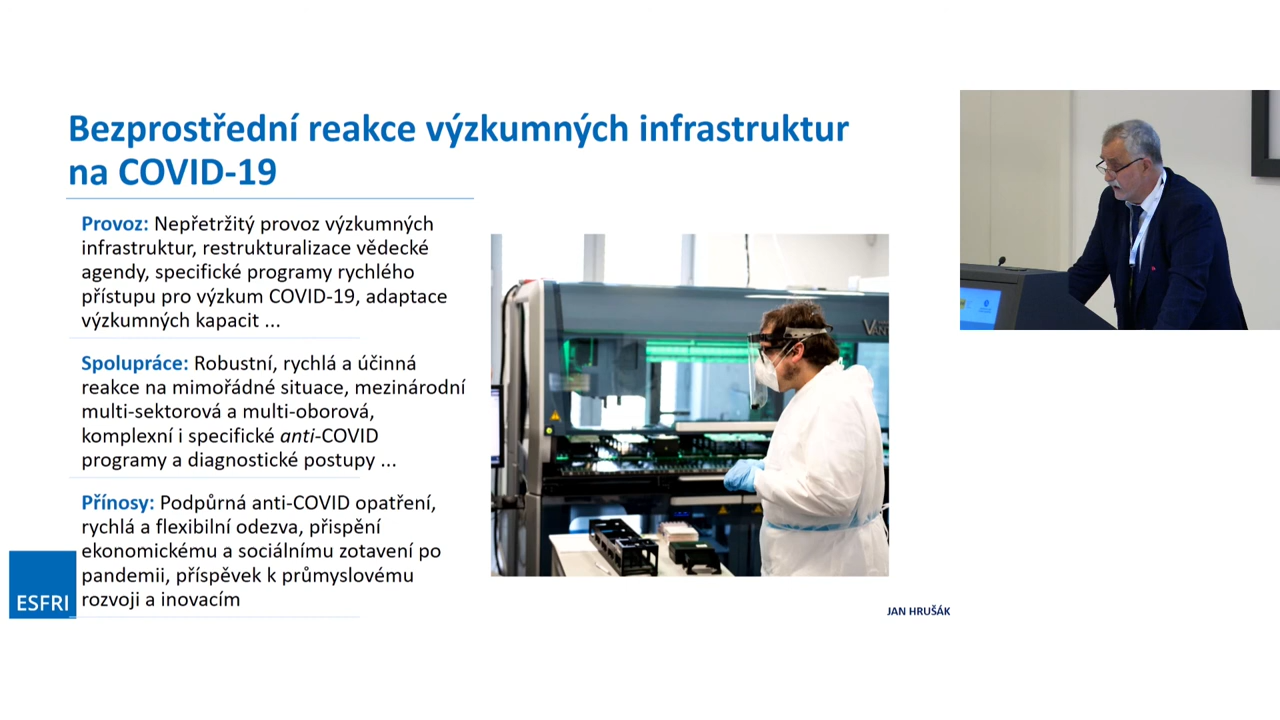 Bezprostřední reakce výzkumných infrastruktur
na COVID-19
Provoz: Nepřetržitý provoz výzkumných
infrastruktur, restrukturalizace vědecké
agendy, specifické programy rychlého
přístupu pro výzkum COVID-19, adaptace
výzkumných kapacit ...
Spolupráce: Robustní, rychlá a účinná
reakce na mimořádné situace, mezinárodní
multi-sektorová a multi-oborová,
komplexní i specifické anti-COVID
programy a diagnostické postupy ...
Přínosy: Podpůrná anti-COVID opatření,
rychlá a flexibilní odezva, přispění
ekonomickému a sociálnímu zotavení po
pandemii, příspěvek k průmyslovému
rozvoji a inovacím
ESFRI
JAN HRUŠÁK